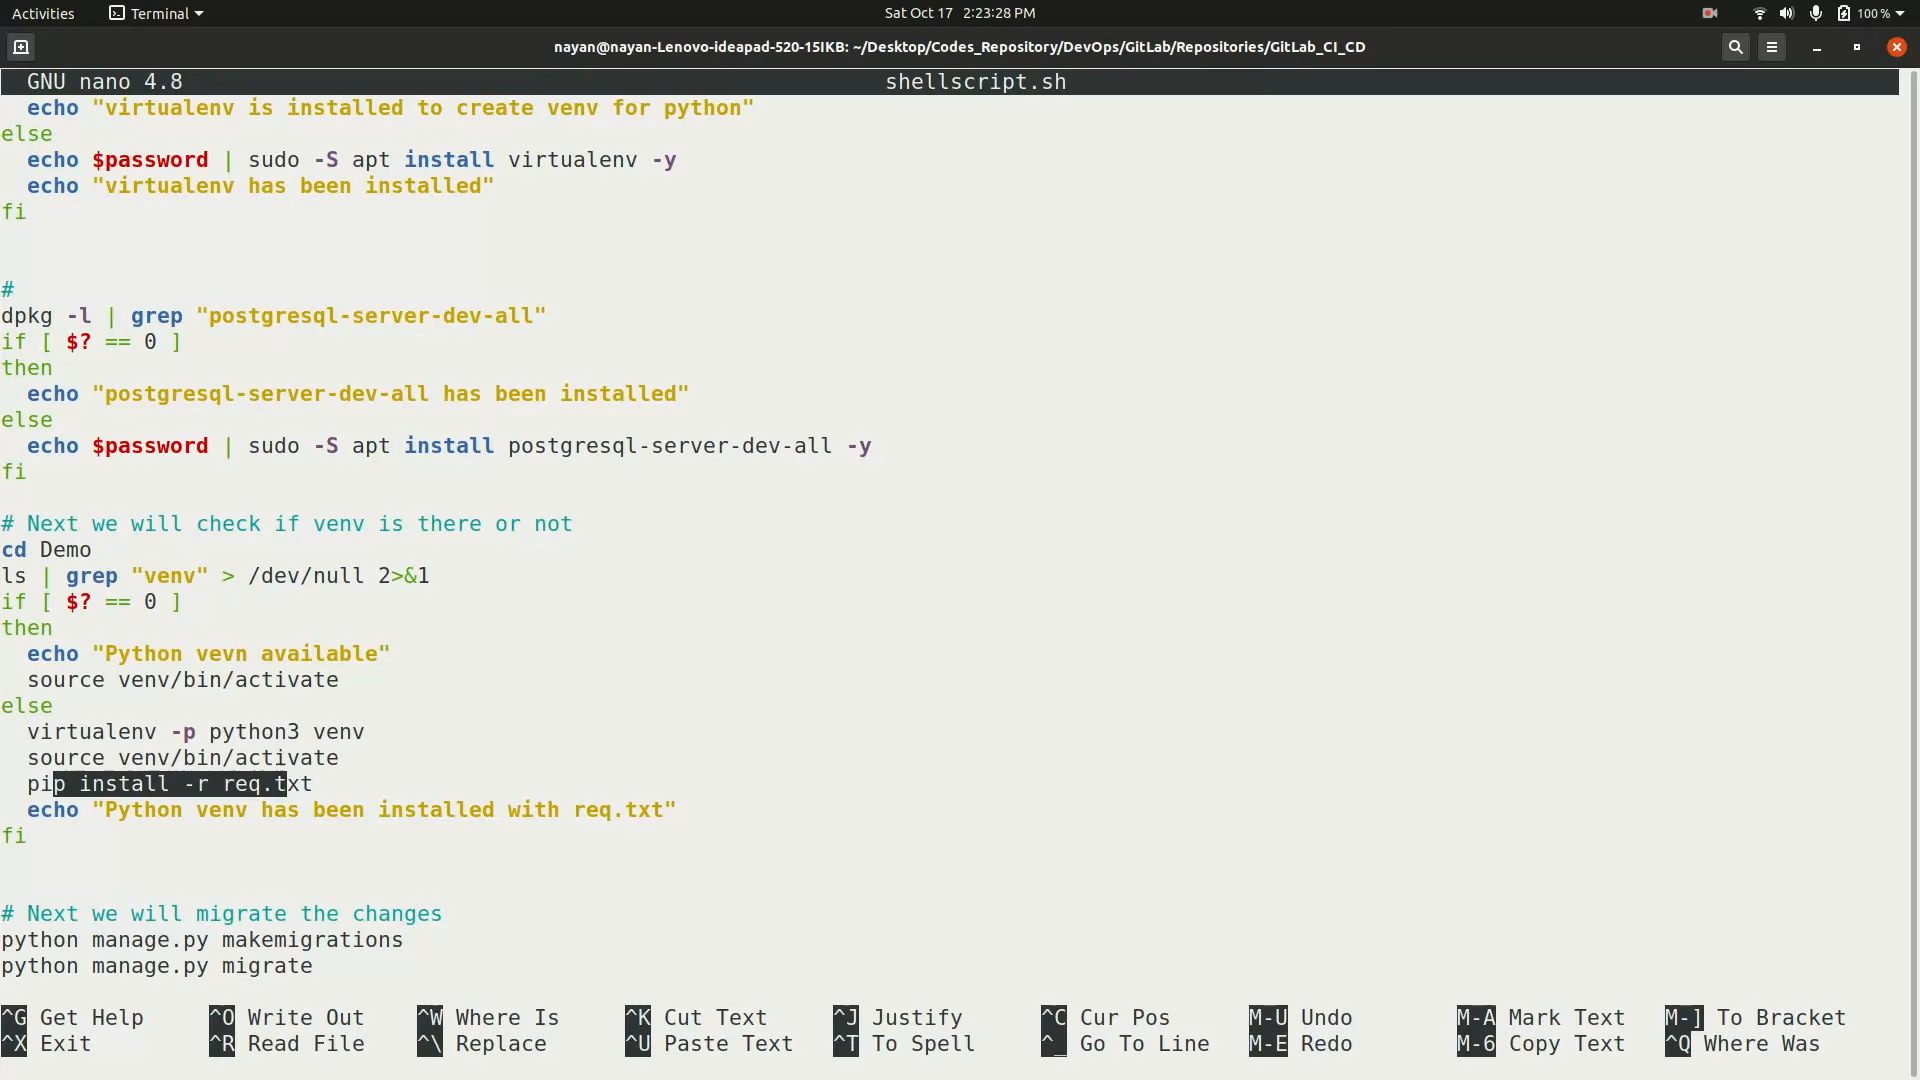 Activities Terminal Sat Oct 17 2:23:28 PM 100 %
nayan@nayan-Lenovo-ideapad-520-15IKB: ~/Desktop/Codes_Repository/DevOps/GitLab/Repositories/GitLab_CI_CD
GNU nano 4.8 shellscript.sh
echo "virtualenv is installed to create venv for python"
else
echo $password | sudo -S apt install virtualenv -y
echo "virtualenv has been installed"
fi
#
dpkg -l | grep "postgresql-server-dev-all"
if [ $? == 0 ]
then
echo "postgresql-server-dev-all has been installed"
else
echo $password | sudo -S apt install postgresql-server-dev-all -y
fi
# Next we will check if venv is there or not
cd Demo
ls | grep "venv" > /dev/null 2>&1
if [ $? == 0 ]
then
echo "Python vevn available"
source venv/bin/activate
else
virtualenv -p python3 venv
source venv/bin/activate
pip install -r req.txt
echo "Python venv has been installed with req.txt"
fi
# Next we will migrate the changes
python manage.py makemigrations
python manage.py migrate
^G Get Help ^O Write Out ^W Where Is ^K Cut Text ^J Justify ^C Cur Pos M-U Undo M-A Mark Text M-] To Bracket
^X Exit ^R Read File ^\ Replace ^U Paste Text ^T To Spell ^_ Go To Line M-E Redo M-6 Copy Text ^Q Where Was